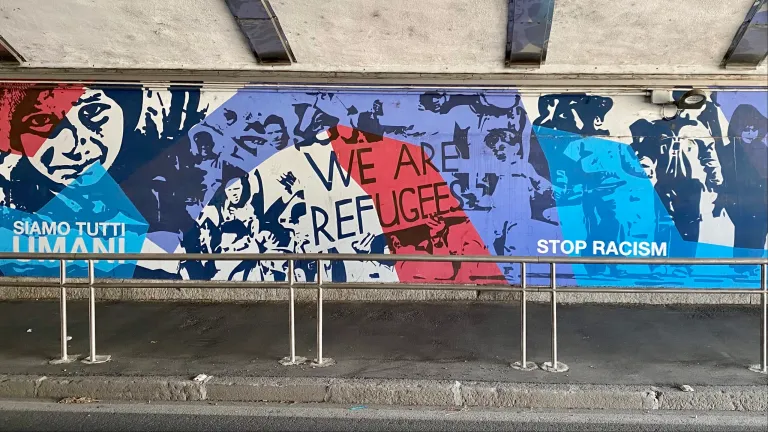 SIAMO TUTTI
UMANI
WE ARE
REFUGEES
STOP RACISM